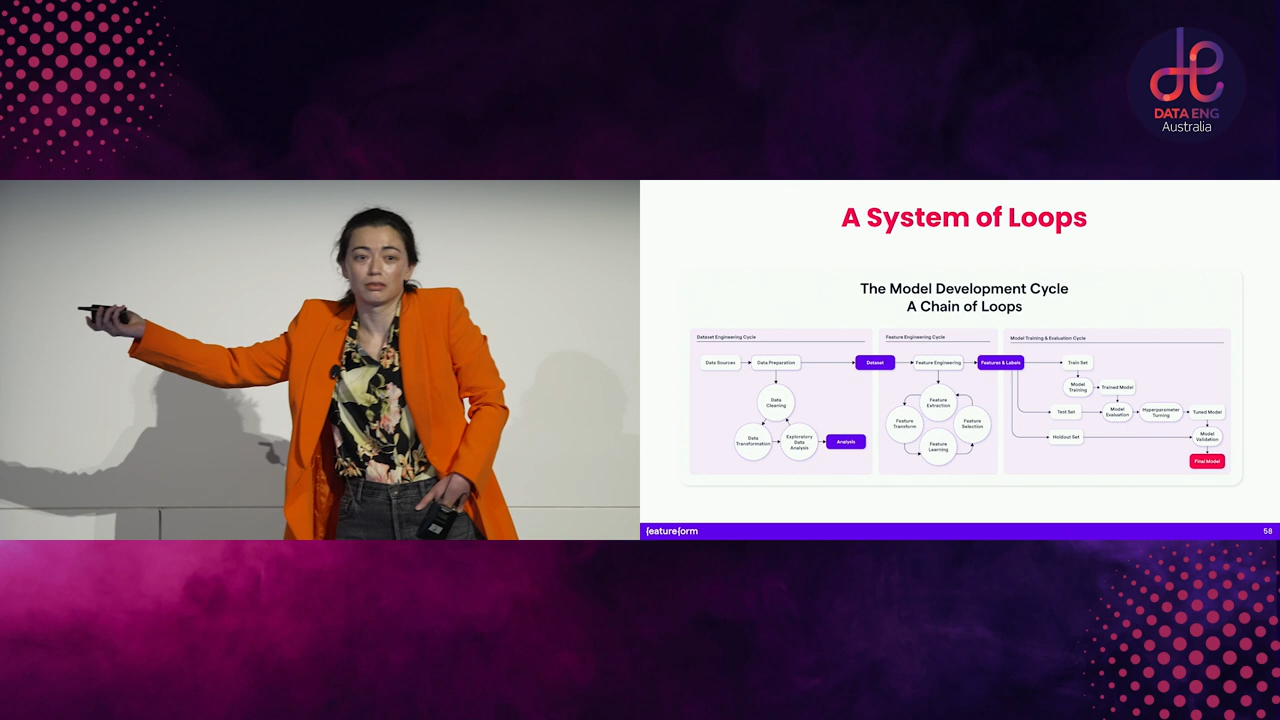 DATA ENG
Australia
A System of Loops
The Model Development Cycle
A Chain of Loops
Dataset Engineering Cycle
Feature Engineering Cycle
Model Training & Evaluation Cycle
Data Sources
Data Preparation
Dataset
Feature Engineering
Features & Labels
Train Set
Model
Training
Trained Model
Data
Cleaning
Feature
Extraction
Test Set
Model
Evaluation
Hyperparameter
Turning
Tuned Model
Feature
Transform
Feature
Selection
Data
Transformation
Exploratory
Data
Analysis
Analysis
Feature
Learning
Holdout Set
Model
Validation
Final Model
featureform
58